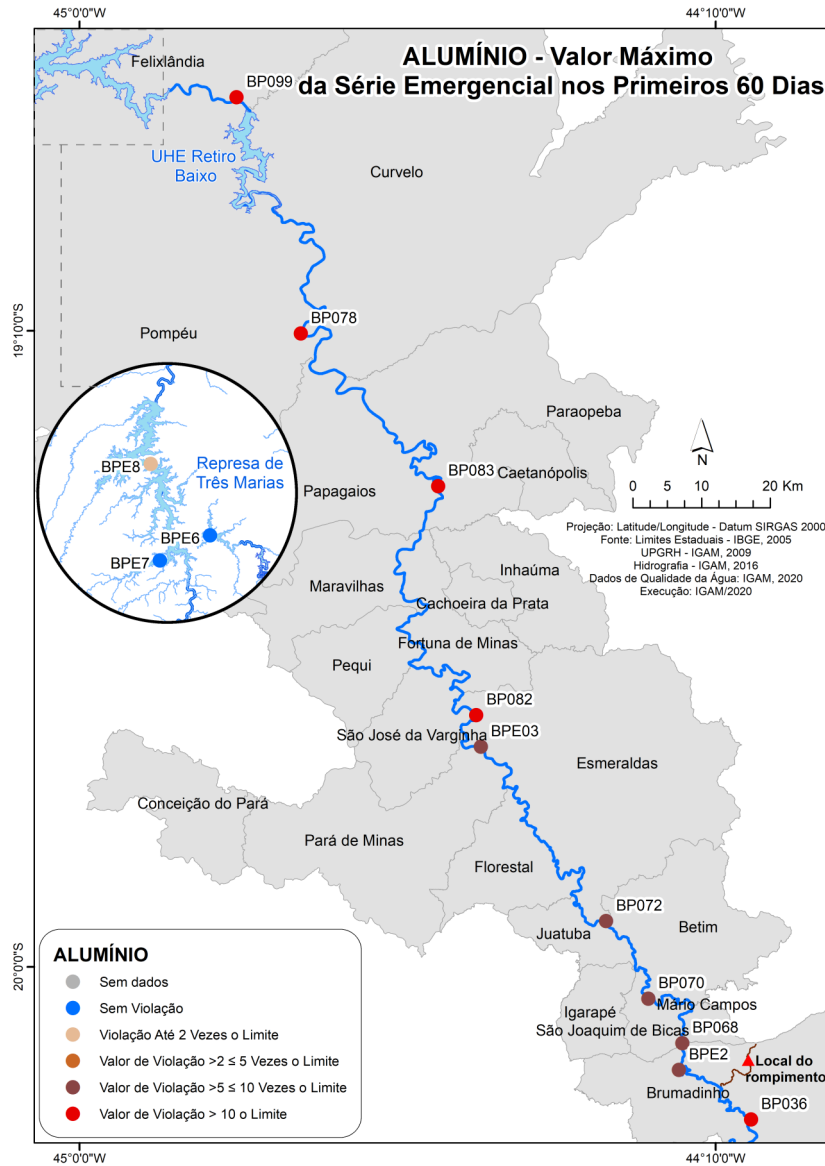 45°0'0"W
44°10'0"W
ALUMÍNIO - Valor Máximo
da Série Emergencial nos Primeiros 60 Dias
Felixlândia
BP099
UHE Retiro
Baixo
Curvelo
19°10'0"S
BP078
Pompéu
Paraopeba
BPE8
Represa de
Três Marias
BP083
Caetanópolis
Papagaios
N
0 5 10 20 Km
BPE6
BPE7
Projeção: Latitude/Longitude - Datum SIRGAS 2000
Fonte: Limites Estaduais - IBGE, 2005
UPGRH - IGAM, 2009
Hidrografia - IGAM, 2016
Dados de Qualidade da Água: IGAM, 2020
Execução: IGAM/2020
Inhaúma
Maravilhas
Cachoeira da Prata
Fortuna de Minas
Pequi
BP082
São José da Varginha
BPE03
Esmeraldas
Conceição do Pará
Pará de Minas
Florestal
BP072
Juatuba
Betim
20°0'0"S
BP070
Mário Campos
Igarapé
São Joaquim de Bicas
BP068
BPE2
Local do
rompimento
Brumadinho
BP036
ALUMÍNIO
Sem dados
Sem Violação
Violação Até 2 Vezes o Limite
Valor de Violação >2 ≤ 5 Vezes o Limite
Valor de Violação >5 ≤ 10 Vezes o Limite
Valor de Violação > 10 o Limite
45°0'0"W
44°10'0"W